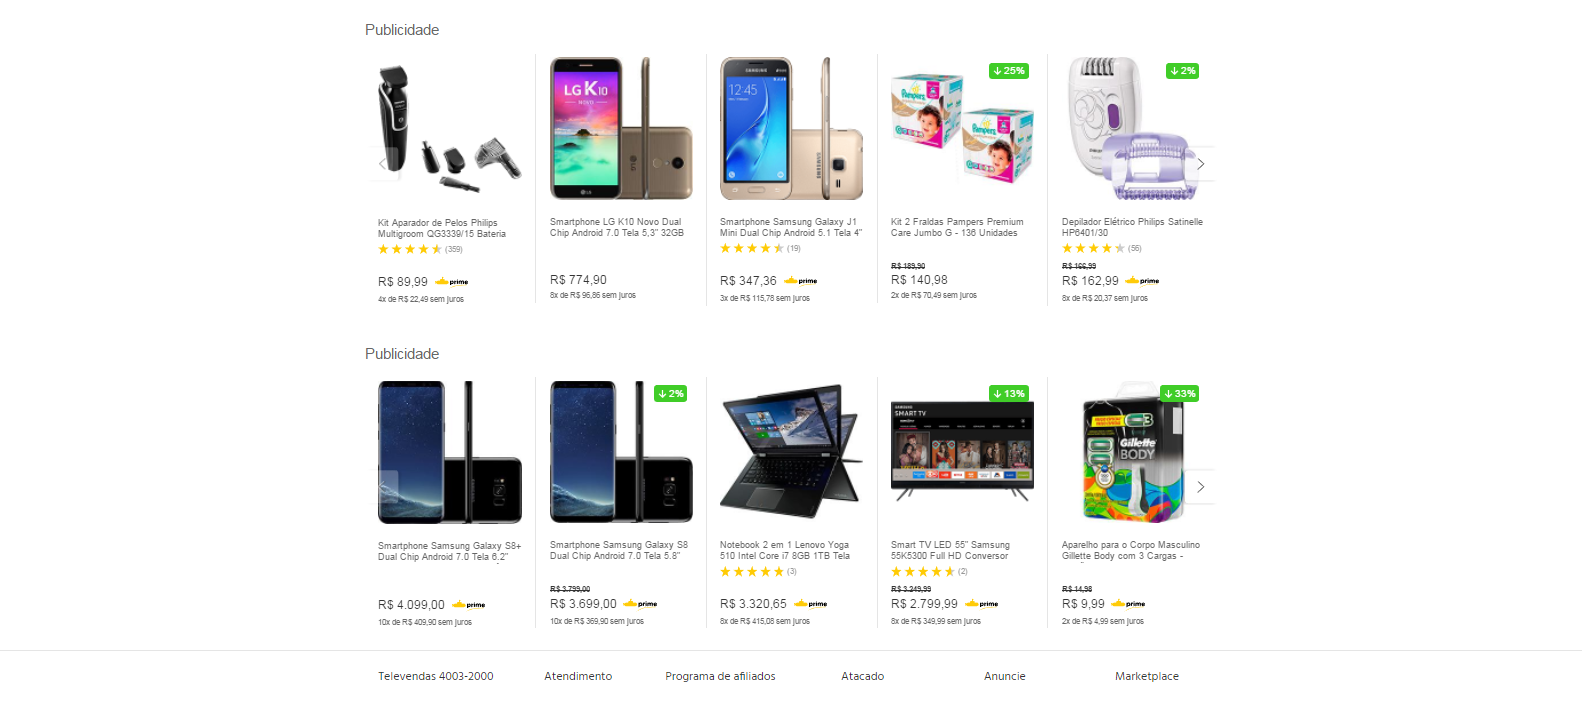 Publicidade
25%
2%
LG K10
NOVO
LG
SAMSUNG
12:45
SAMSUNG
Pampers
Pampers
Kit Aparador de Pelos Philips
Multigroom QG3339/15 Bateria
(359)
R$ 89,99 prime
4x de R$ 22,49 sem juros
Smartphone LG K10 Novo Dual
Chip Android 7.0 Tela 5,3" 32GB
R$ 774,90
8x de R$ 96,86 sem juros
Smartphone Samsung Galaxy J1
Mini Dual Chip Android 5.1 Tela 4"
(19)
R$ 347,36 prime
3x de R$ 115,78 sem juros
Kit 2 Fraldas Pampers Premium
Care Jumbo G - 136 Unidades
R$ 189,90
R$ 140,98
2x de R$ 70,49 sem juros
Depilador Elétrico Philips Satinelle
HP6401/30
(56)
R$ 166,99
R$ 162,99 prime
8x de R$ 20,37 sem juros
Publicidade
2%
13%
33%
SAMSUNG
SMART TV
3
Gillette
BODY
Smartphone Samsung Galaxy S8+
Dual Chip Android 7.0 Tela 6.2"
R$ 4.099,00 prime
10x de R$ 409,90 sem juros
Smartphone Samsung Galaxy S8
Dual Chip Android 7.0 Tela 5.8"
R$ 3.799,00
R$ 3.699,00 prime
10x de R$ 369,90 sem juros
Notebook 2 em 1 Lenovo Yoga
510 Intel Core i7 8GB 1TB Tela
(3)
R$ 3.320,65 prime
8x de R$ 415,08 sem juros
Smart TV LED 55" Samsung
55K5300 Full HD Conversor
(2)
R$ 3.249,99
R$ 2.799,99 prime
8x de R$ 349,99 sem juros
Aparelho para o Corpo Masculino
Gillette Body com 3 Cargas -
R$ 14,98
R$ 9,99 prime
2x de R$ 4,99 sem juros
Televendas 4003-2000
Atendimento
Programa de afiliados
Atacado
Anuncie
Marketplace